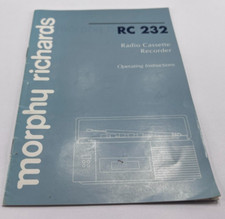 RC 232
Radio Cassette
Recorder
Operating Instructions
morphy richards